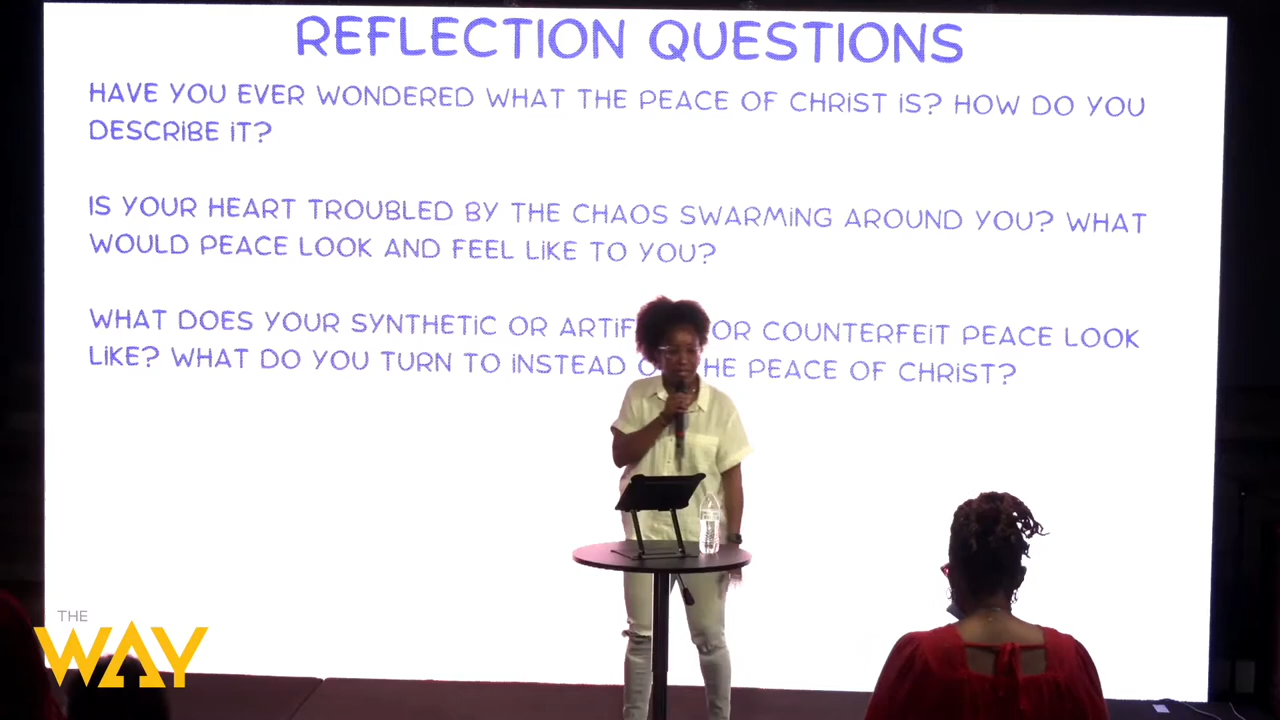 REFLECTION QUESTIONS
HAVE YOU EVER WONDERED WHAT THE PEACE OF CHRIST IS? HOW DO YOU
DESCRIBE IT?
IS YOUR HEART TROUBLED BY THE CHAOS SWARMING AROUND YOU? WHAT
WOULD PEACE LOOK AND FEEL LIKE TO YOU?
WHAT DOES YOUR SYNTHETIC OR OR COUNTERFEIT PEACE LOOK
LIKE? WHAT DO YOU TURN TO INSTEAD THE PEACE OF CHRIST?
THE
WAY